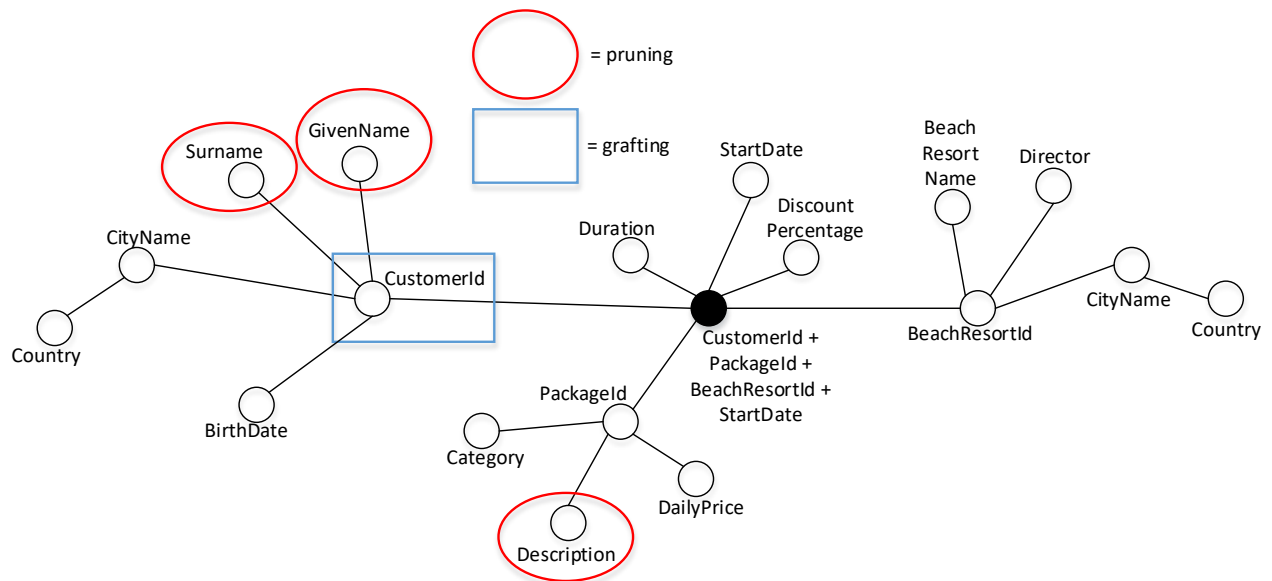 = pruning
= grafting
GivenName
Surname
CityName
CustomerId
Country
BirthDate
StartDate
Duration
Discount
Percentage
Beach
Resort
Name
Director
CityName
Country
BeachResortId
CustomerId +
PackageId +
BeachResortId +
StartDate
PackageId
Category
DailyPrice
Description